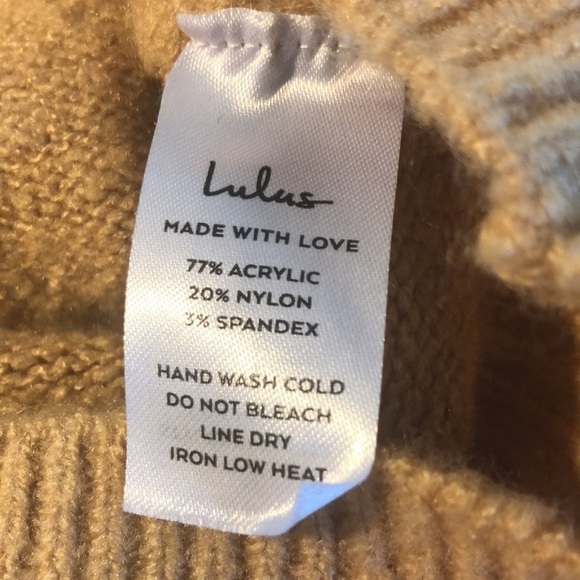 Lulus
MADE WITH LOVE
77% ACRYLIC
20% NYLON
3% SPANDEX
HAND WASH COLD
DO NOT BLEACH
LINE DRY
IRON LOW HEAT